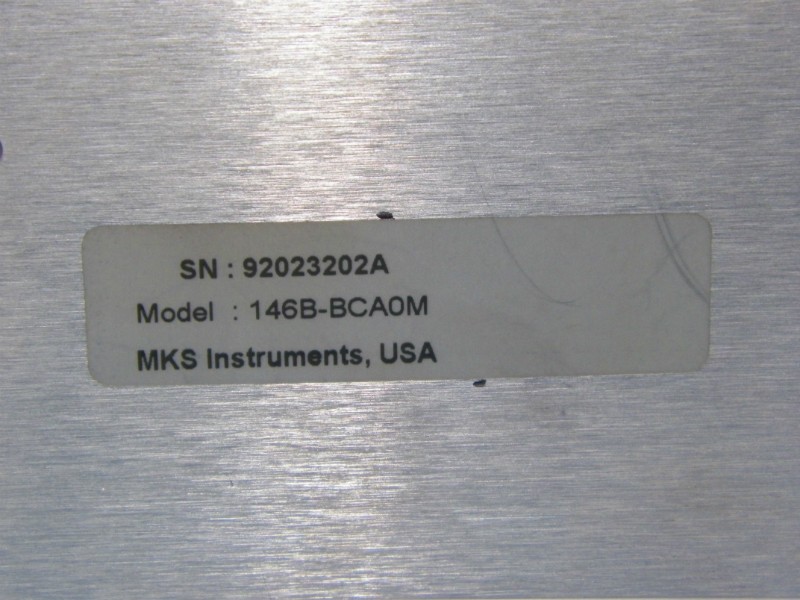 SN : 92023202A
Model : 146B-BCA0M
MKS Instruments, USA